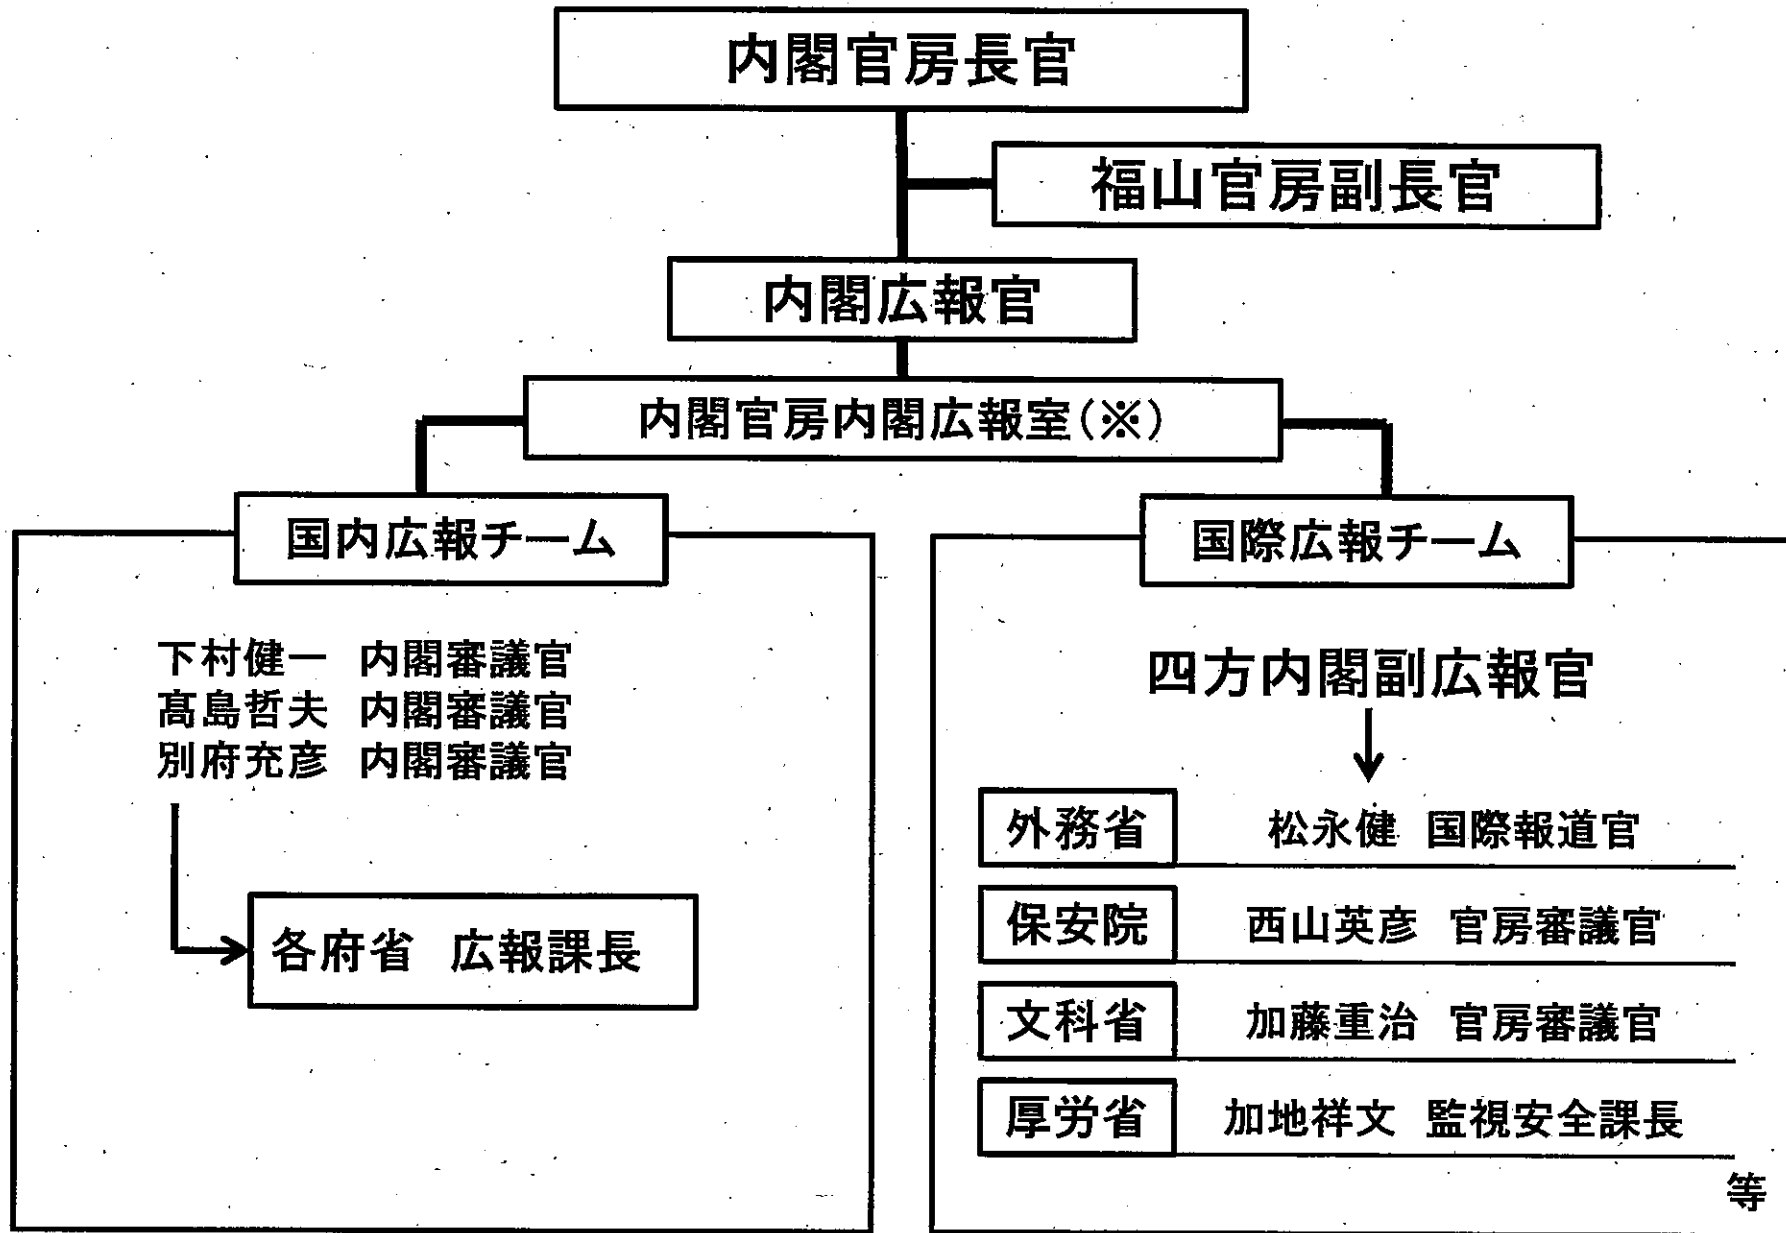 内閣官房長官
福山官房副長官
内閣広報官
内閣官房内閣広報室(※)
国内広報チーム
下村健一 内閣審議官
髙島哲夫 内閣審議官
別府充彦 内閣審議官
各府省 広報課長
国際広報チーム
四方内閣副広報官
外務省 松永健 国際報道官
保安院 西山英彦 官房審議官
文科省 加藤重治 官房審議官
厚労省 加地祥文 監視安全課長
等